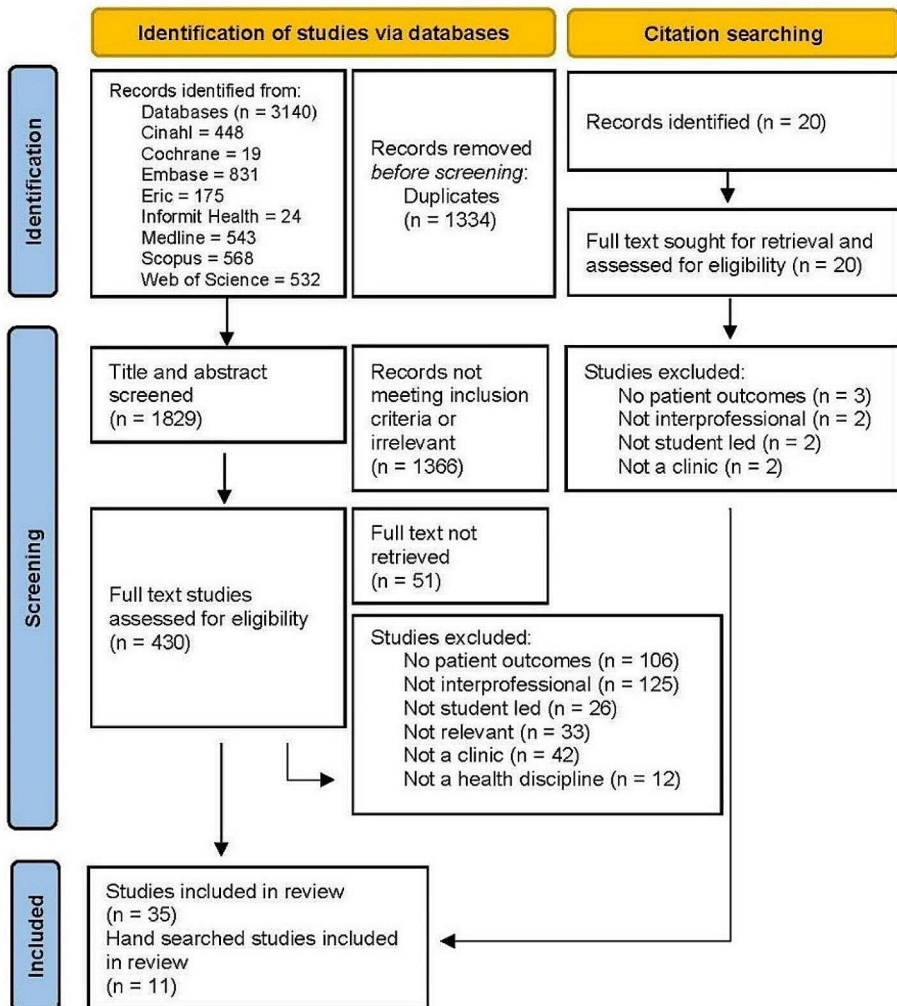 Identification of studies via databases
Citation searching
Identification
Records identified from:
Databases (n = 3140)
Cinahl = 448
Cochrane = 19
Embase = 831
Eric = 175
Informit Health = 24
Medline = 543
Scopus = 568
Web of Science = 532
Records removed
before screening:
Duplicates
(n = 1334)
Records identified (n = 20)
Full text sought for retrieval and
assessed for eligibility (n = 20)
Screening
Title and abstract
screened
(n = 1829)
Records not
meeting inclusion
criteria or
irrelevant
(n = 1366)
Studies excluded:
No patient outcomes (n = 3)
Not interprofessional (n = 2)
Not student led (n = 2)
Not a clinic (n = 2)
Full text studies
assessed for eligibility
(n = 430)
Full text not
retrieved
(n = 51)
Studies excluded:
No patient outcomes (n = 106)
Not interprofessional (n = 125)
Not student led (n = 26)
Not relevant (n = 33)
Not a clinic (n = 42)
Not a health discipline (n = 12)
Included
Studies included in review
(n = 35)
Hand searched studies included
in review
(n = 11)